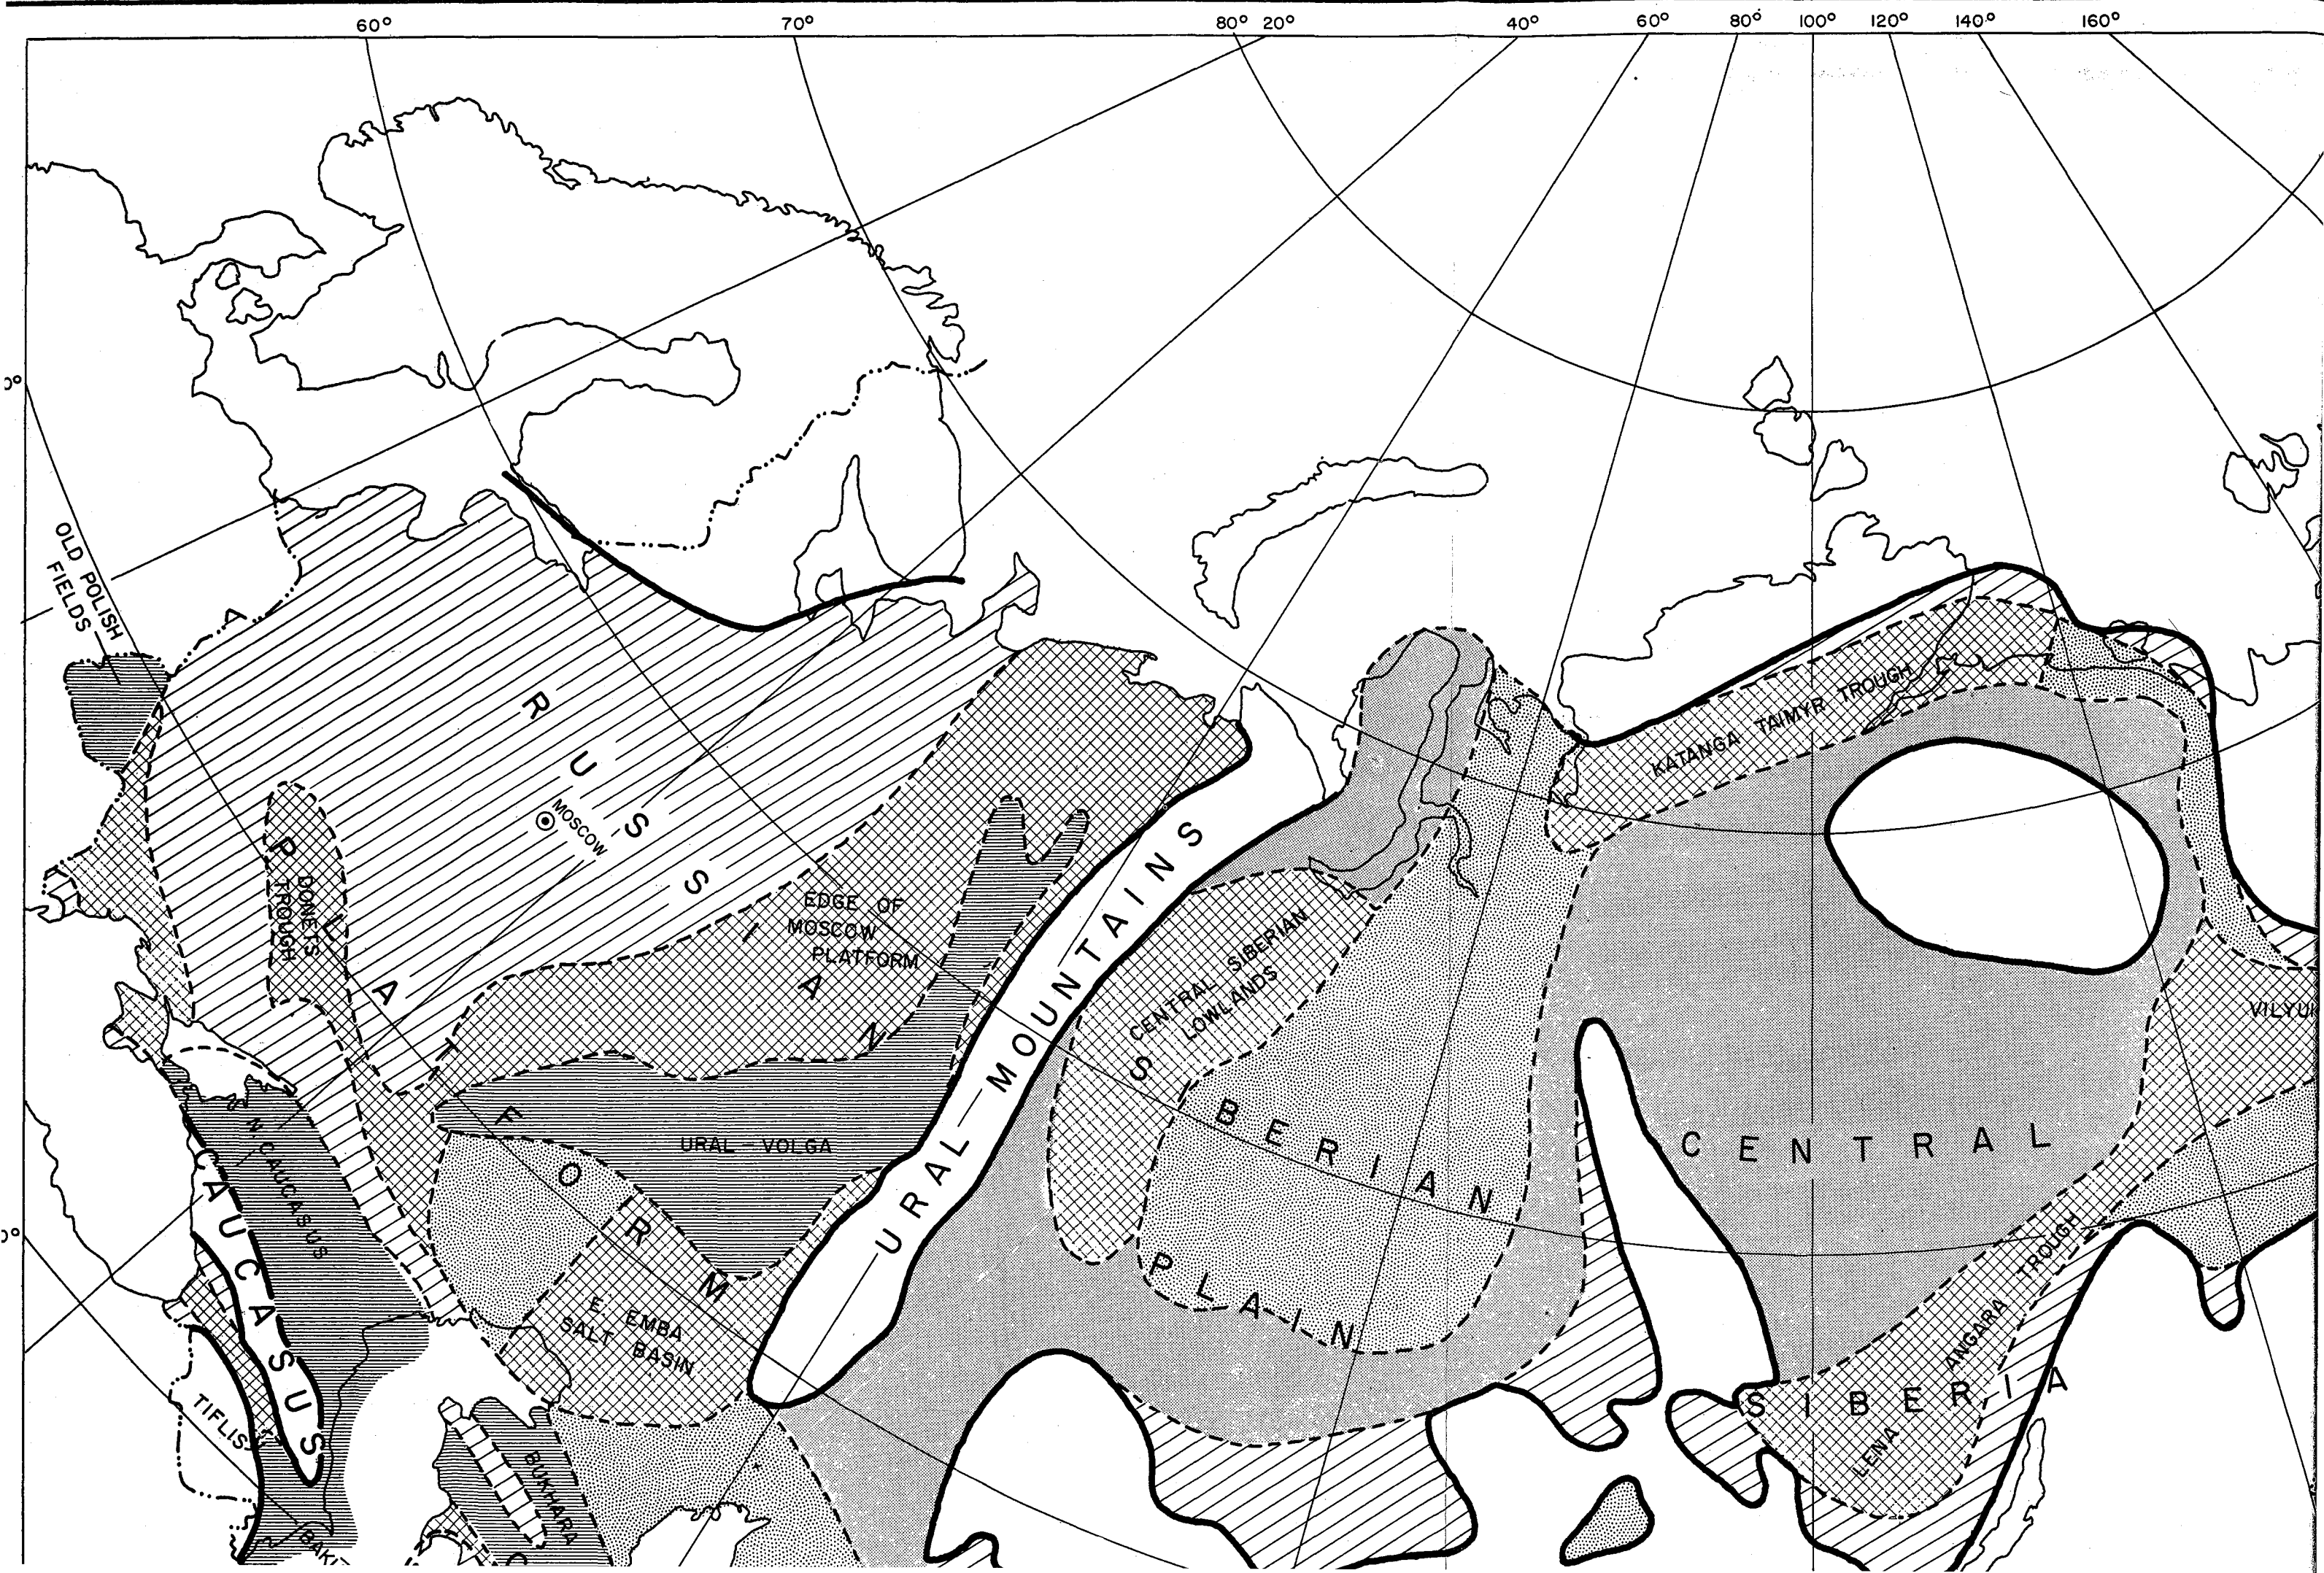 60° 70° 80° 20° 40° 60° 80° 100° 120° 140° 160°
OLD POLISH
FIELDS
RUSSIAN
PLATFORM
MOSCOW
DONETS
TROUGH
EDGE OF
MOSCOW
PLATFORM
URAL-MOUNTAINS
KATANGA TAIMYR TROUGH
CENTRAL SIBERIAN
LOWLANDS
SIBERIAN
PLAIN
CENTRAL
SIBERIA
URAL-VOLGA
N. CAUCASUS
CAUCASUS
E EMBA
SALT BASIN
TIFLIS
BUKHARA
LENA ANGARA TROUGH